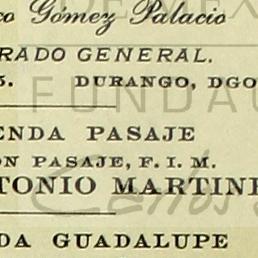 co Gómez Palacio
RADO GENERAL.
5. DURANGO, DGO
ENDA PASAJE
ON PASAJE, F. I. M.
TONIO MARTINE
DA GUADALUPE